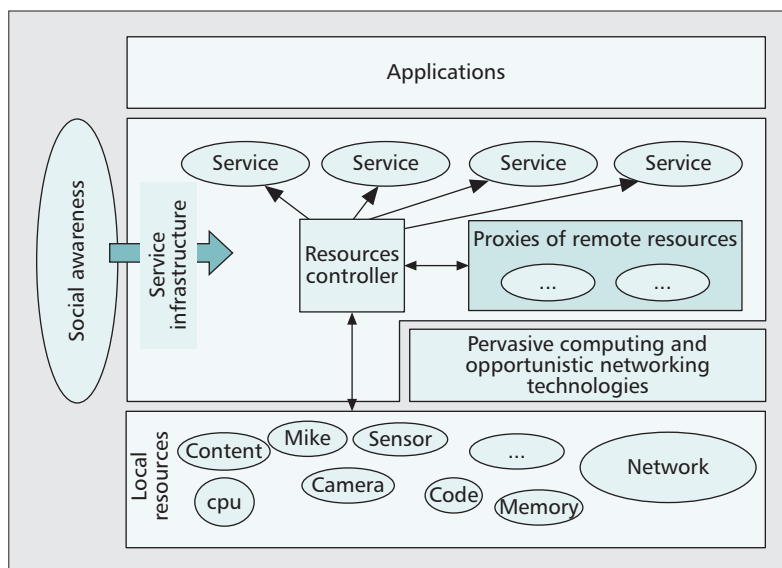 Applications
Service
Service
Service
Service
Social awareness
Service
infrastructure
Resources
controller
Proxies of remote resources
...
...
Pervasive computing and
opportunistic networking
technologies
Local
resources
Content
Mike
Sensor
...
Network
cpu
Camera
Code
Memory